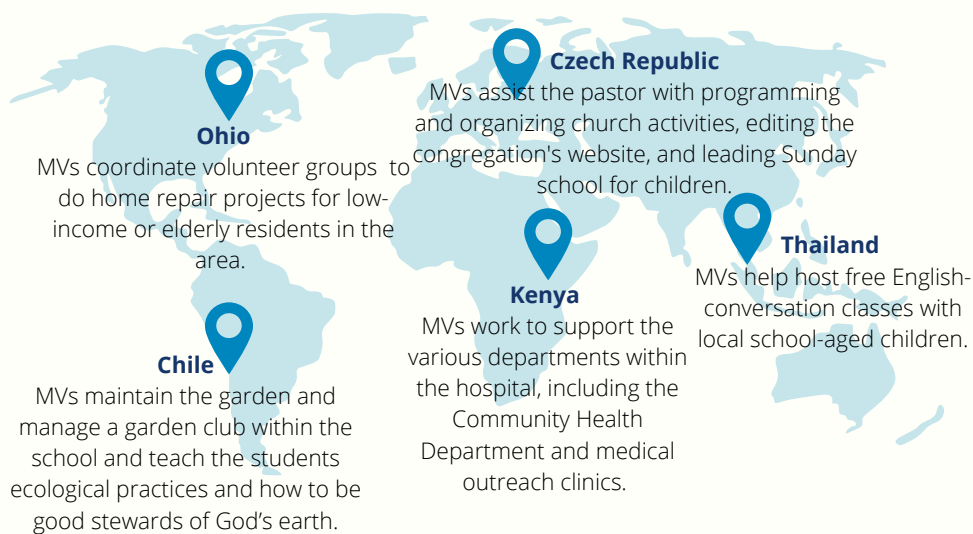 Ohio
MVs coordinate volunteer groups to
do home repair projects for low-
income or elderly residents in the
area.
Czech Republic
MVs assist the pastor with programming
and organizing church activities, editing the
congregation's website, and leading Sunday
school for children.
Thailand
MVs help host free English-
conversation classes with
local school-aged children.
Kenya
MVs work to support the
various departments within
the hospital, including the
Community Health
Department and medical
outreach clinics.
Chile
MVs maintain the garden and
manage a garden club within the
school and teach the students
ecological practices and how to be
good stewards of God’s earth.